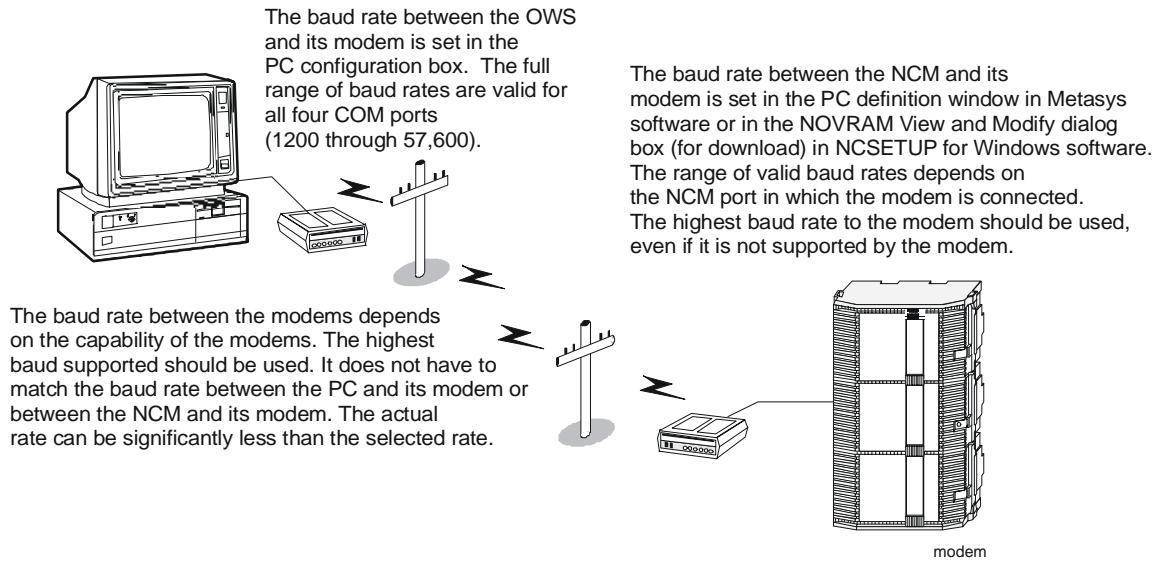 The baud rate between the OWS
and its modem is set in the
PC configuration box. The full
range of baud rates are valid for
all four COM ports
(1200 through 57,600).
The baud rate between the NCM and its
modem is set in the PC definition window in Metasys
software or in the NOVRAM View and Modify dialog
box (for download) in NCSETUP for Windows software.
The range of valid baud rates depends on
the NCM port in which the modem is connected.
The highest baud rate to the modem should be used,
even if it is not supported by the modem.
The baud rate between the modems depends
on the capability of the modems. The highest
baud supported should be used. It does not have to
match the baud rate between the PC and its modem or
between the NCM and its modem. The actual
rate can be significantly less than the selected rate.
modem